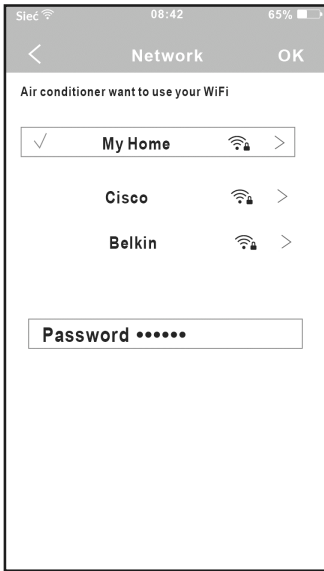 Sieć 08:42 65%
Network OK
Air conditioner want to use your WiFi
My Home
Cisco
Belkin
Password ••••••